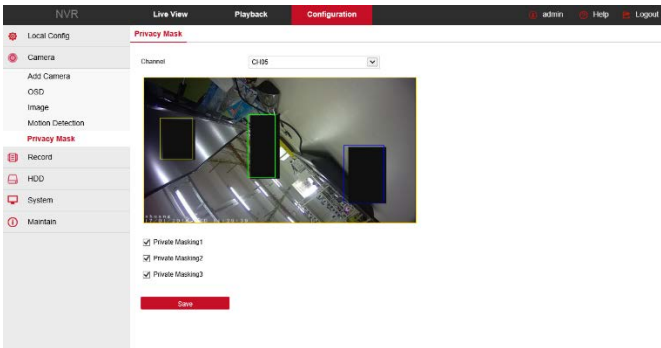 NVR Live View Playback Configuration admin Help Logout
Local Config
Privacy Mask
Camera
Channel CH05
Add Camera
OSD
Image
Motion Detection
Privacy Mask
Record
HDD
System
Maintain
Private Masking1
Private Masking2
Private Masking3
Save